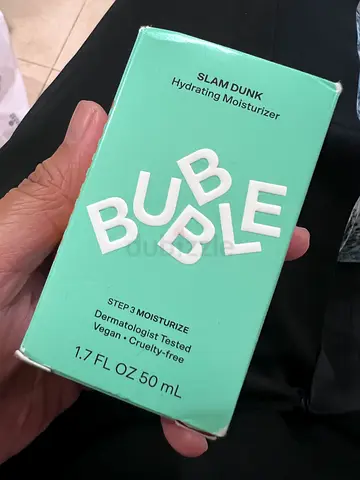 SLAM DUNK
Hydrating Moisturizer
BUBBLE
dubizzle
STEP 3 MOISTURIZE
Dermatologist Tested
Vegan • Cruelty-free
1.7 FL OZ 50 mL